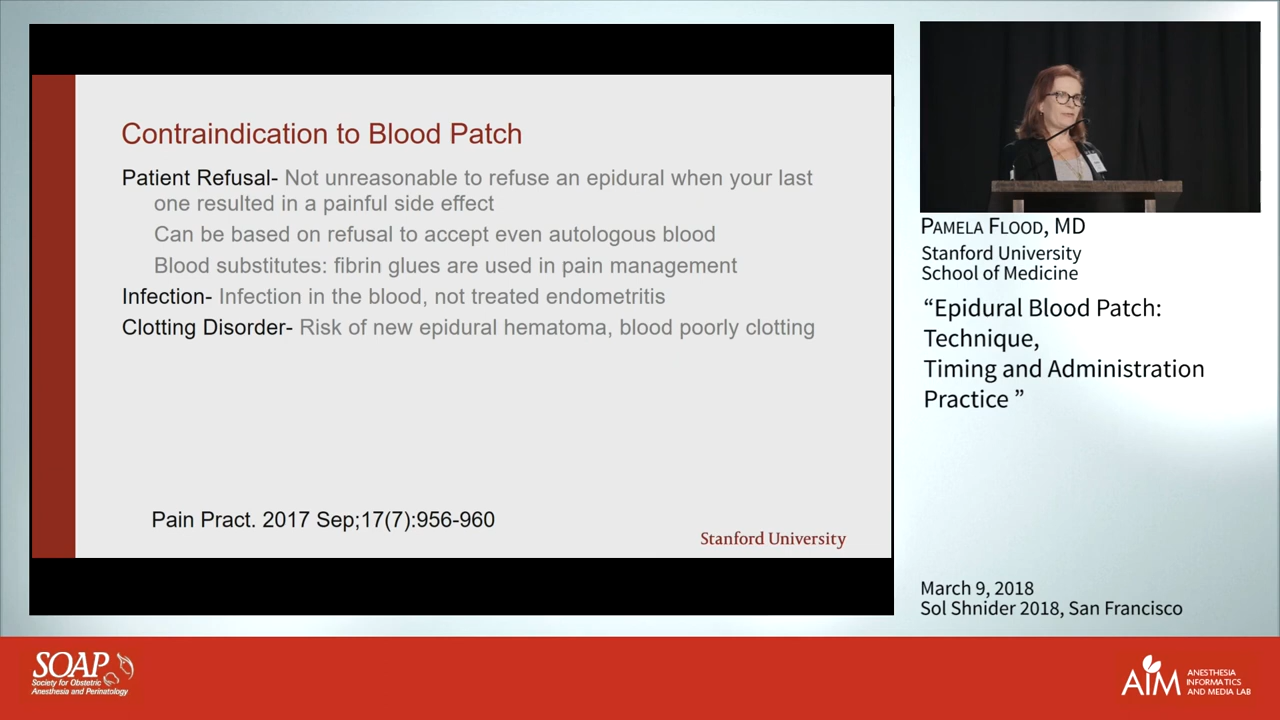 Contraindication to Blood Patch
Patient Refusal- Not unreasonable to refuse an epidural when your last
one resulted in a painful side effect
Can be based on refusal to accept even autologous blood
Blood substitutes: fibrin glues are used in pain management
Infection- Infection in the blood, not treated endometritis
Clotting Disorder- Risk of new epidural hematoma, blood poorly clotting
Pain Pract. 2017 Sep;17(7):956-960
Stanford University
PAMELA FLOOD, MD
Stanford University
School of Medicine
“Epidural Blood Patch:
Technique,
Timing and Administration
Practice ”
March 9, 2018
Sol Shnider 2018, San Francisco
SOAP
Society for Obstetric
Anesthesia and Perinatology
AIM
ANESTHESIA
INFORMATICS
AND MEDIA LAB